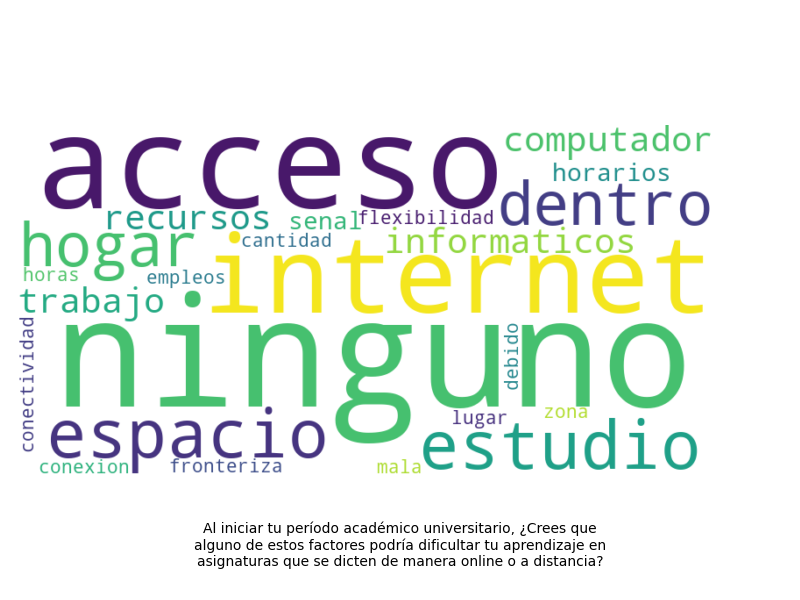 acceso
computador
horarios
dentro
recursos
senal
flexibilidad
hogar
cantidad
informaticos
internet
horas
empleos
trabajo
ninguno
conectividad
debido
espacio
lugar
zona
estudio
conexion
fronteriza
mala
Al iniciar tu período académico universitario, ¿Crees que
alguno de estos factores podría dificultar tu aprendizaje en
asignaturas que se dicten de manera online o a distancia?